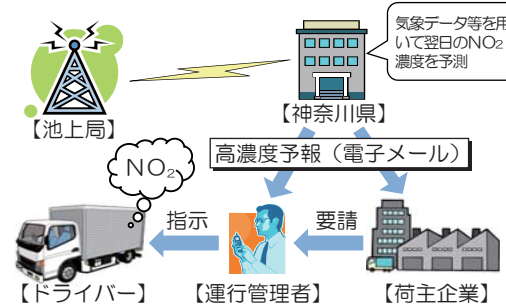 気象データ等を用
いて翌日のNO2
濃度を予測
【池上局】
【神奈川県】
高濃度予報（電子メール）
NO2
指示
要請
【ドライバー】
【運行管理者】
【荷主企業】